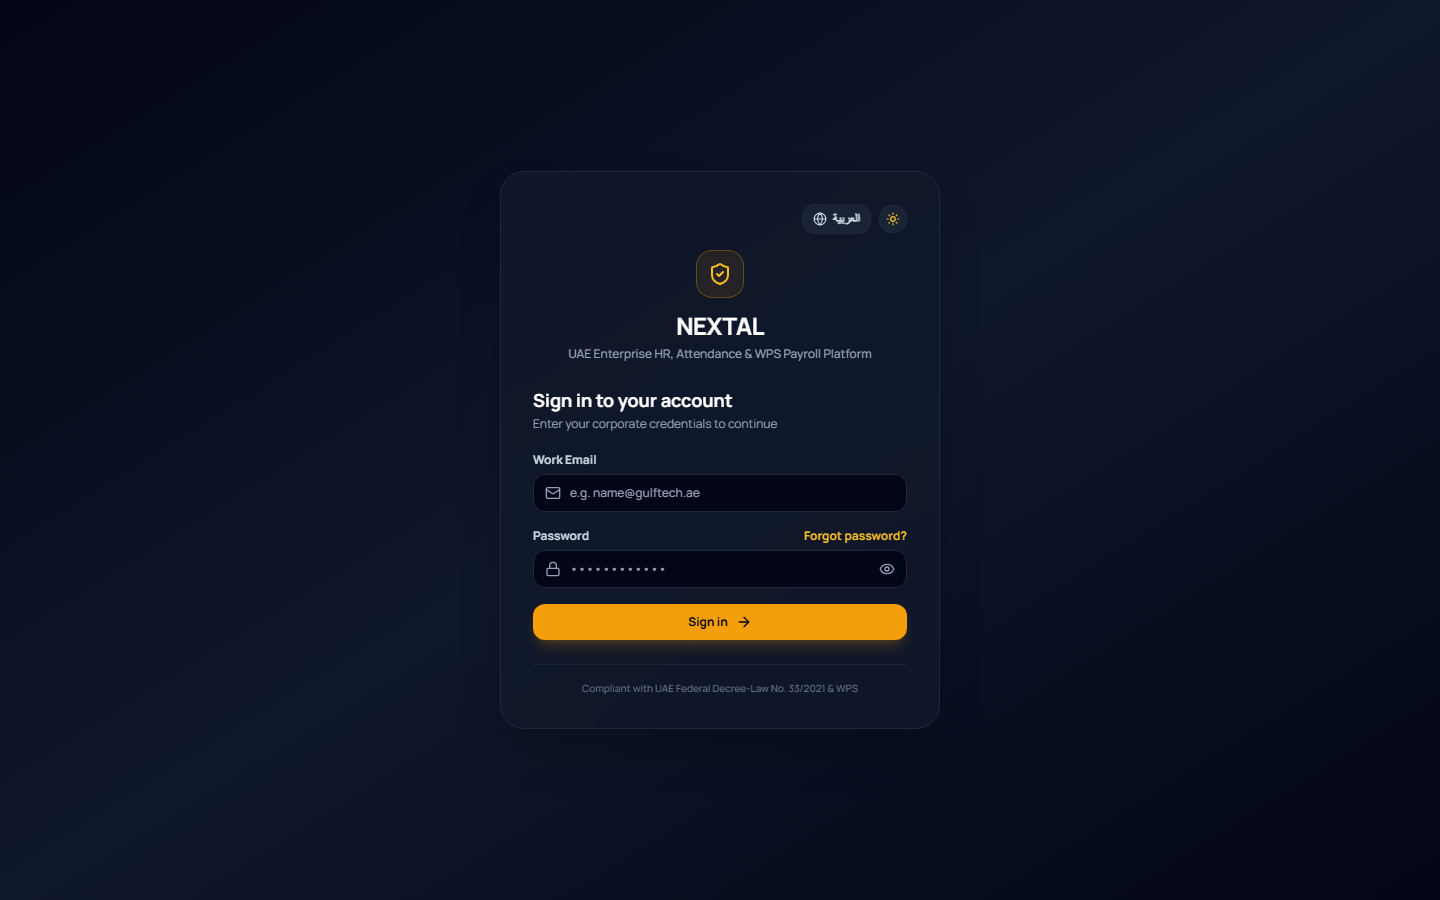 العربية
NEXTAL
UAE Enterprise HR, Attendance & WPS Payroll Platform
Sign in to your account
Enter your corporate credentials to continue
Work Email
e.g. name@gulftech.ae
Password Forgot password?
••••••••••••
Sign in →
Compliant with UAE Federal Decree-Law No. 33/2021 & WPS